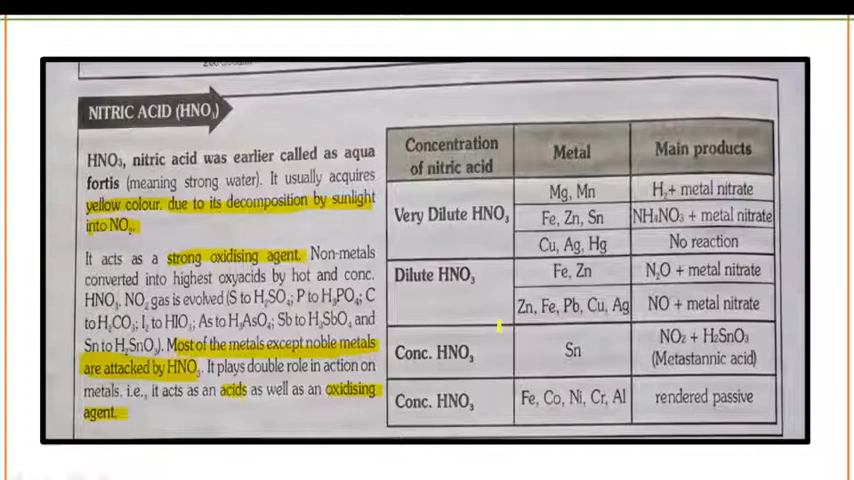 NITRIC ACID (HNO₃)
HNO₃, nitric acid was earlier called as aqua
fortis (meaning strong water). It usually acquires
yellow colour, due to its decomposition by sunlight
into NO₂.
It acts as a strong oxidising agent. Non-metals
converted into highest oxyacids by hot and conc.
HNO₃. NO₂ gas is evolved (S to H₂SO₄; P to H₃PO₄; C
to H₂CO₃; I₂ to HIO₃; As to H₃AsO₄; Sb to H₃SbO₄ and
Sn to H₂SnO₃). Most of the metals except noble metals
are attacked by HNO₃. It plays double role in action on
metals. i.e., it acts as an acids as well as an oxidising
agent.
Concentration of nitric acid | Metal | Main products
Very Dilute HNO₃ | Mg, Mn | H₂+ metal nitrate
Fe, Zn, Sn | NH₄NO₃ + metal nitrate
Cu, Ag, Hg | No reaction
Dilute HNO₃ | Fe, Zn | N₂O + metal nitrate
Zn, Fe, Pb, Cu, Ag | NO + metal nitrate
Conc. HNO₃ | Sn | NO₂ + H₂SnO₃ (Metastannic acid)
Conc. HNO₃ | Fe, Co, Ni, Cr, Al | rendered passive